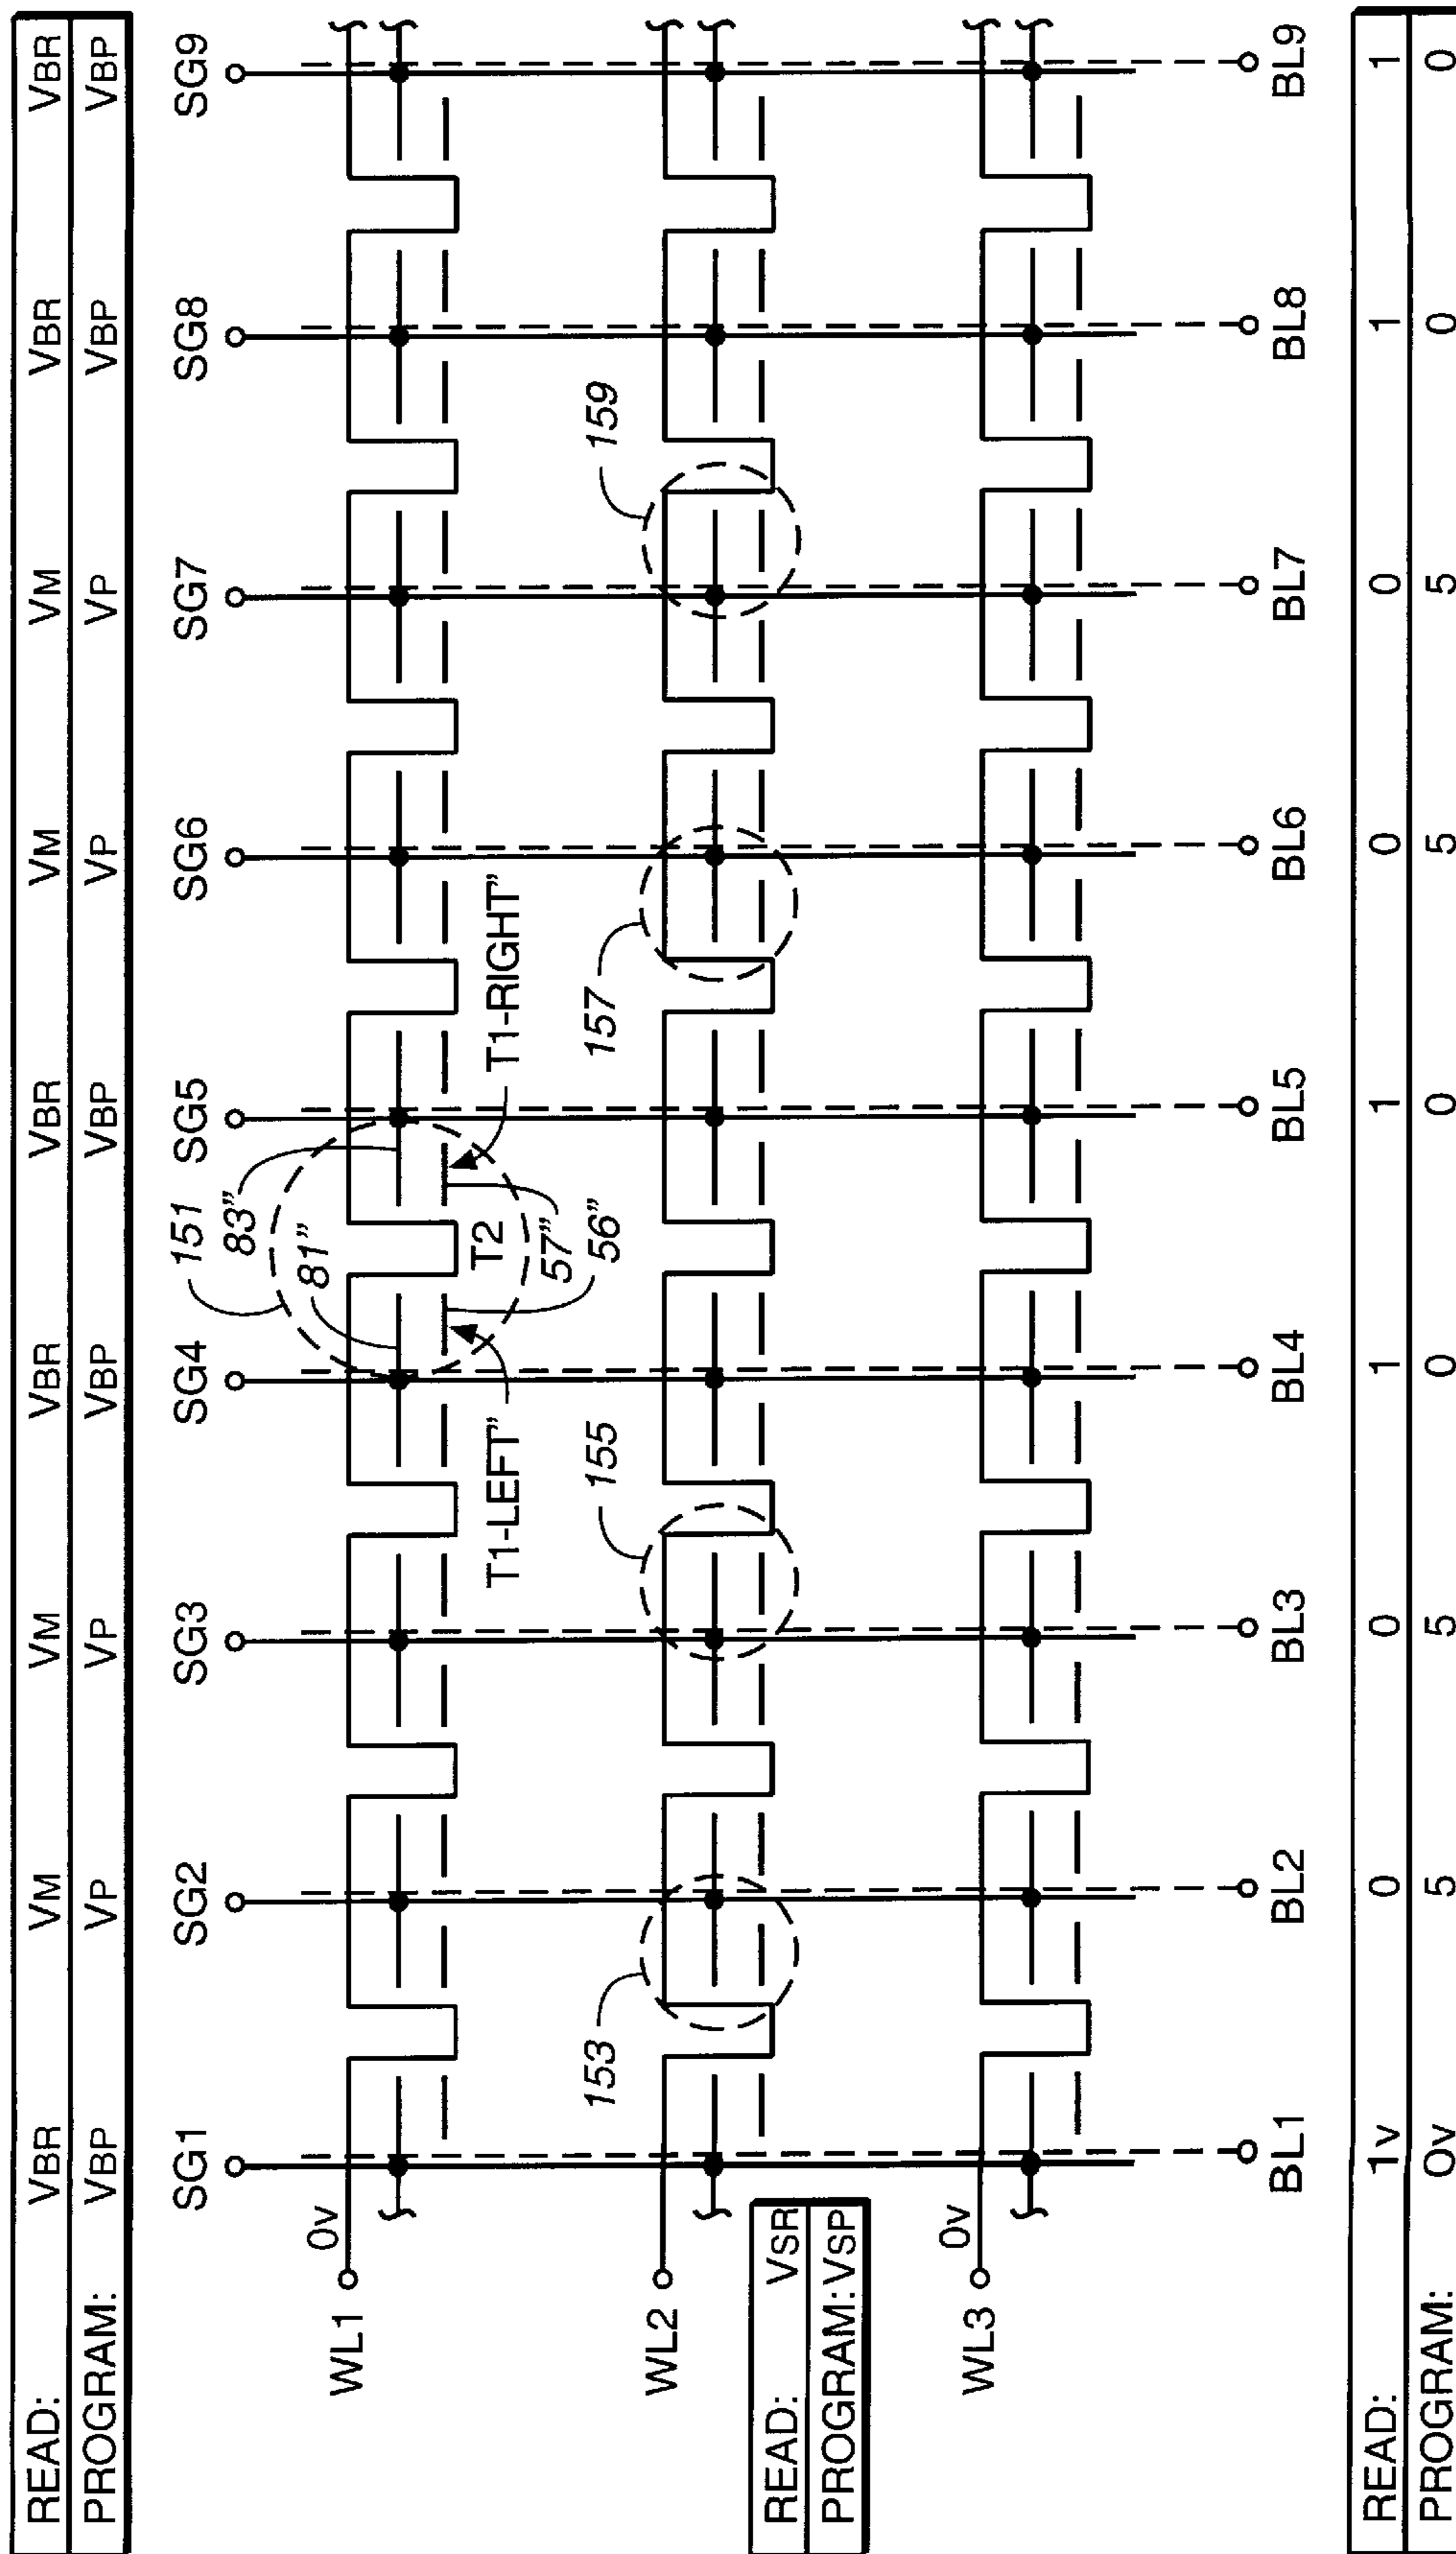 READ: VBR VM VM VBR VBR VM VM VBR VBR
PROGRAM: VBP VP VP VBP VBP VP VP VBP VBP
SG1 SG2 SG3 SG4 SG5 SG6 SG7 SG8 SG9
151
83”
81”
WL1 0v
T2
T1-LEFT” T1-RIGHT”
57”
56”
153 155 157 159
WL2
READ: VSR
PROGRAM: VSP
WL3 0v
BL1 BL2 BL3 BL4 BL5 BL6 BL7 BL8 BL9
READ: 1v 0 0 1 1 0 0 1 1
PROGRAM: 0v 5 5 0 0 5 5 0 0